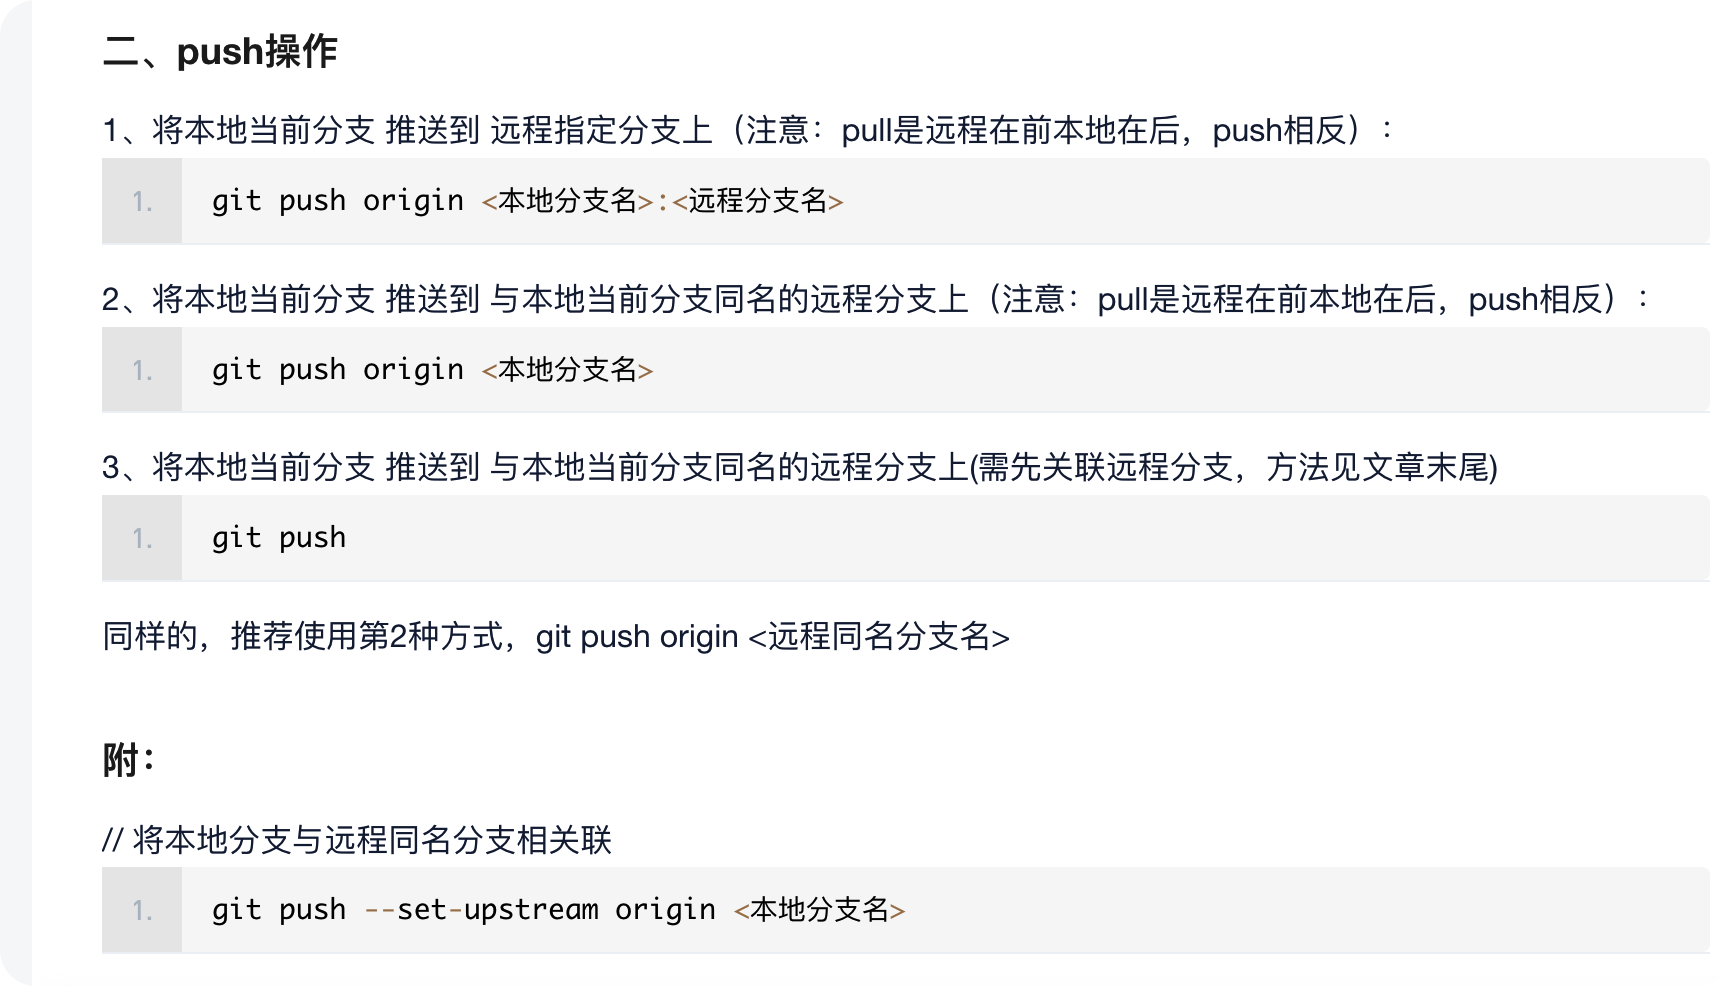 二、push操作
1、将本地当前分支 推送到 远程指定分支上（注意：pull是远程在前本地在后，push相反）：
1. git push origin <本地分支名>:<远程分支名>
2、将本地当前分支 推送到 与本地当前分支同名的远程分支上（注意：pull是远程在前本地在后，push相反）：
1. git push origin <本地分支名>
3、将本地当前分支 推送到 与本地当前分支同名的远程分支上(需先关联远程分支，方法见文章末尾)
1. git push
同样的，推荐使用第2种方式，git push origin <远程同名分支名>
附：
// 将本地分支与远程同名分支相关联
1. git push --set-upstream origin <本地分支名>